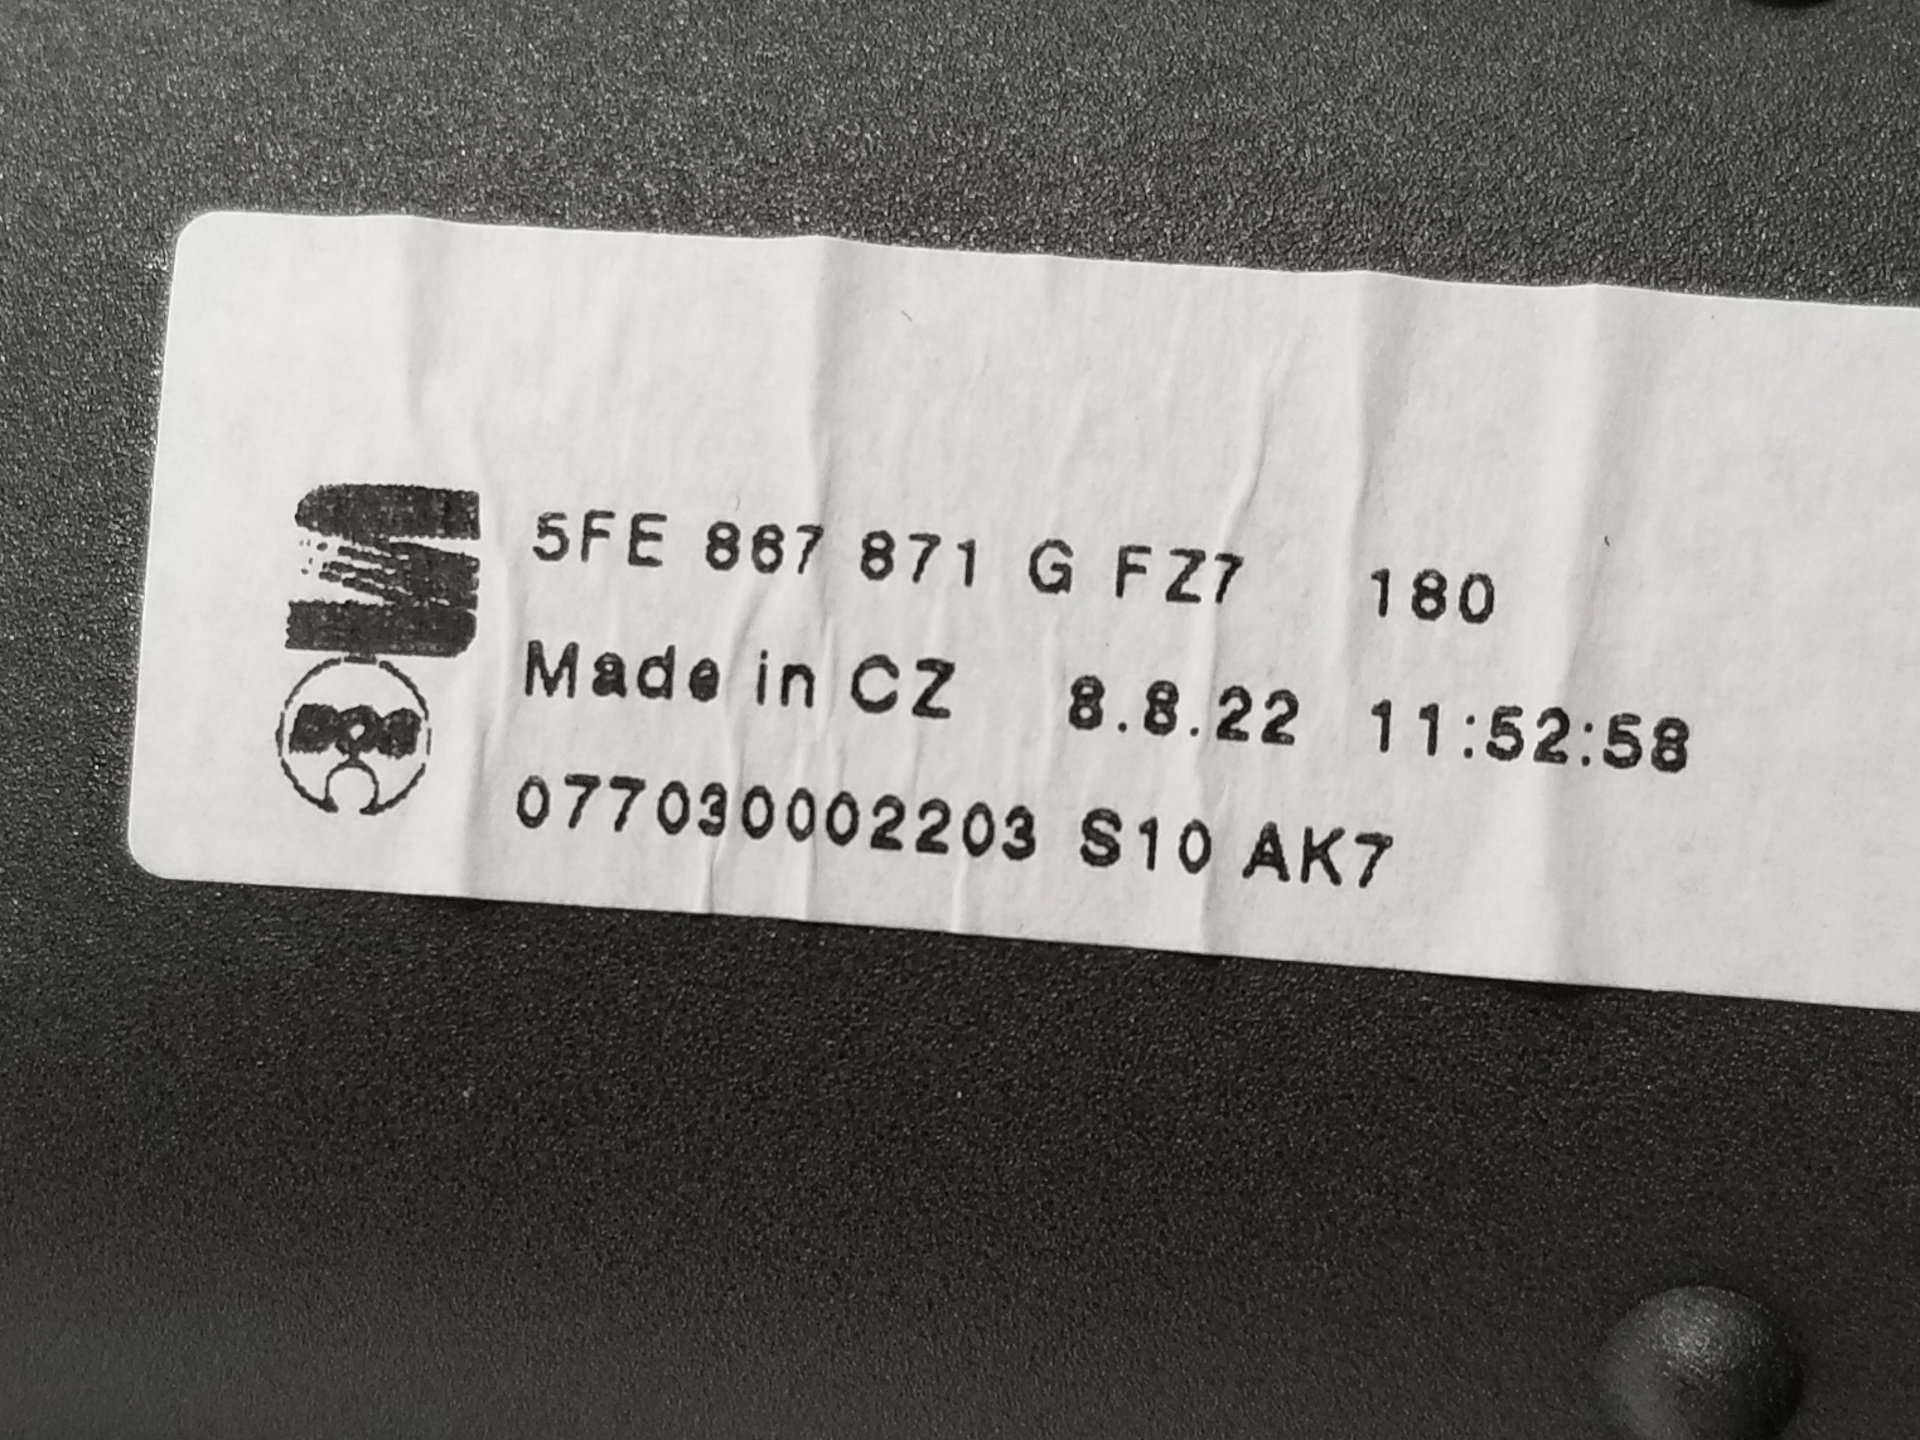 5FE 867 871 G FZ7 180
Made in CZ 8.8.22 11:52:58
077030002203 S10 AK7